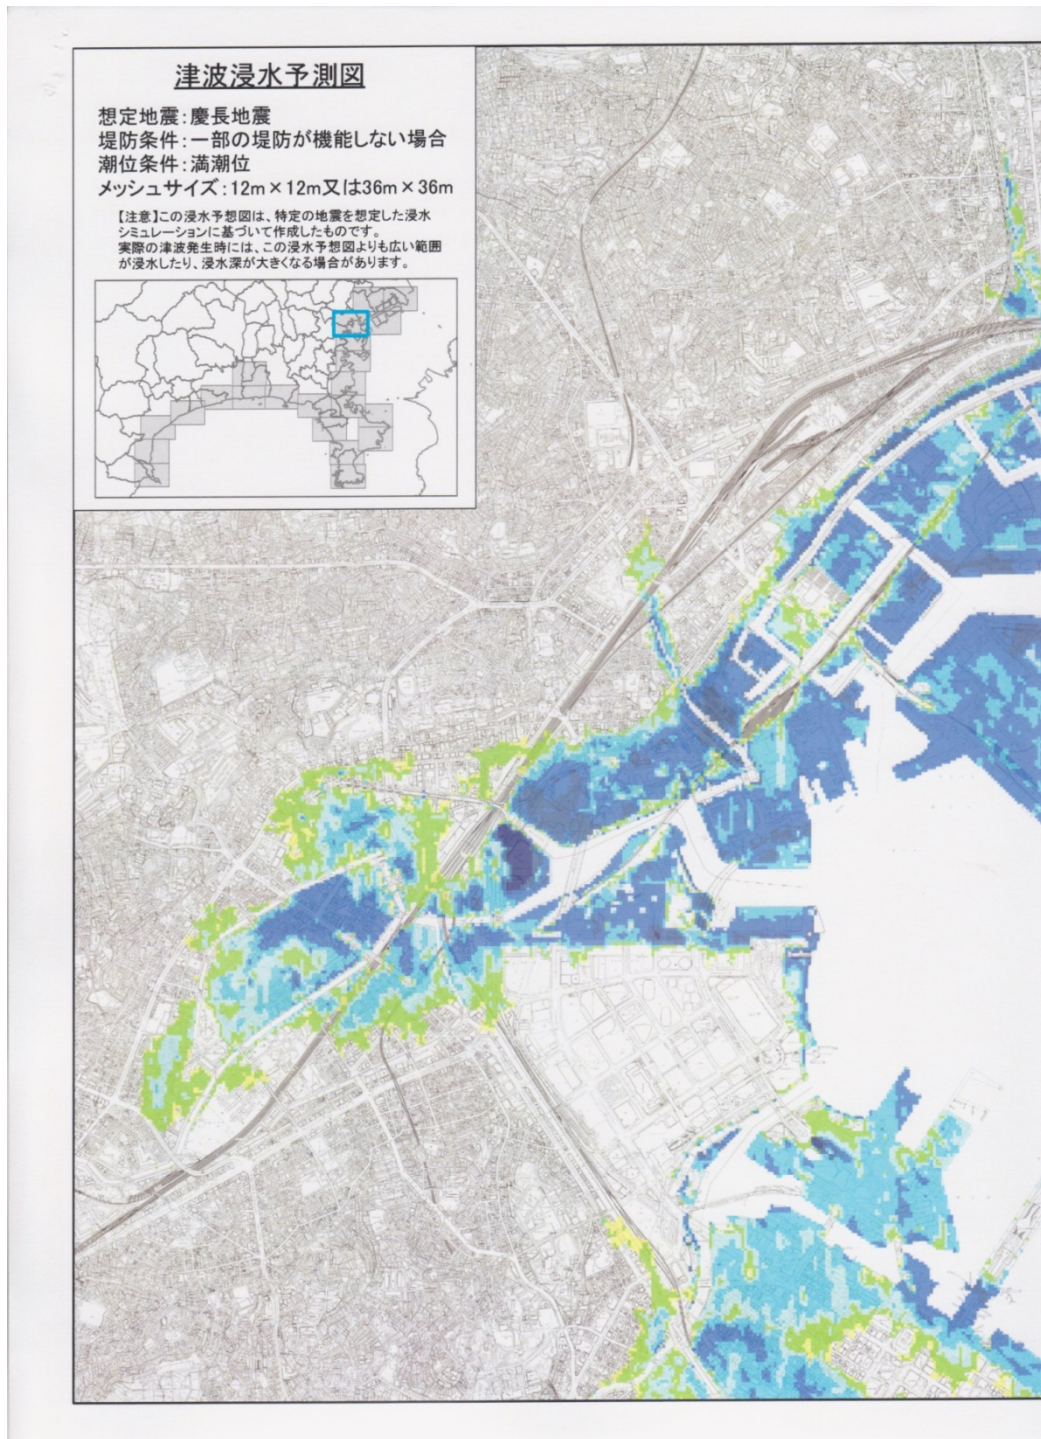 津波浸水予測図
想定地震：慶長地震
堤防条件：一部の堤防が機能しない場合
潮位条件：満潮位
メッシュサイズ：12m×12m又は36m×36m
【注意】この浸水予想図は、特定の地震を想定した浸水
シミュレーションに基づいて作成したものです。
実際の津波発生時には、この浸水予想図よりも広い範囲
が浸水したり、浸水深が大きくなる場合があります。